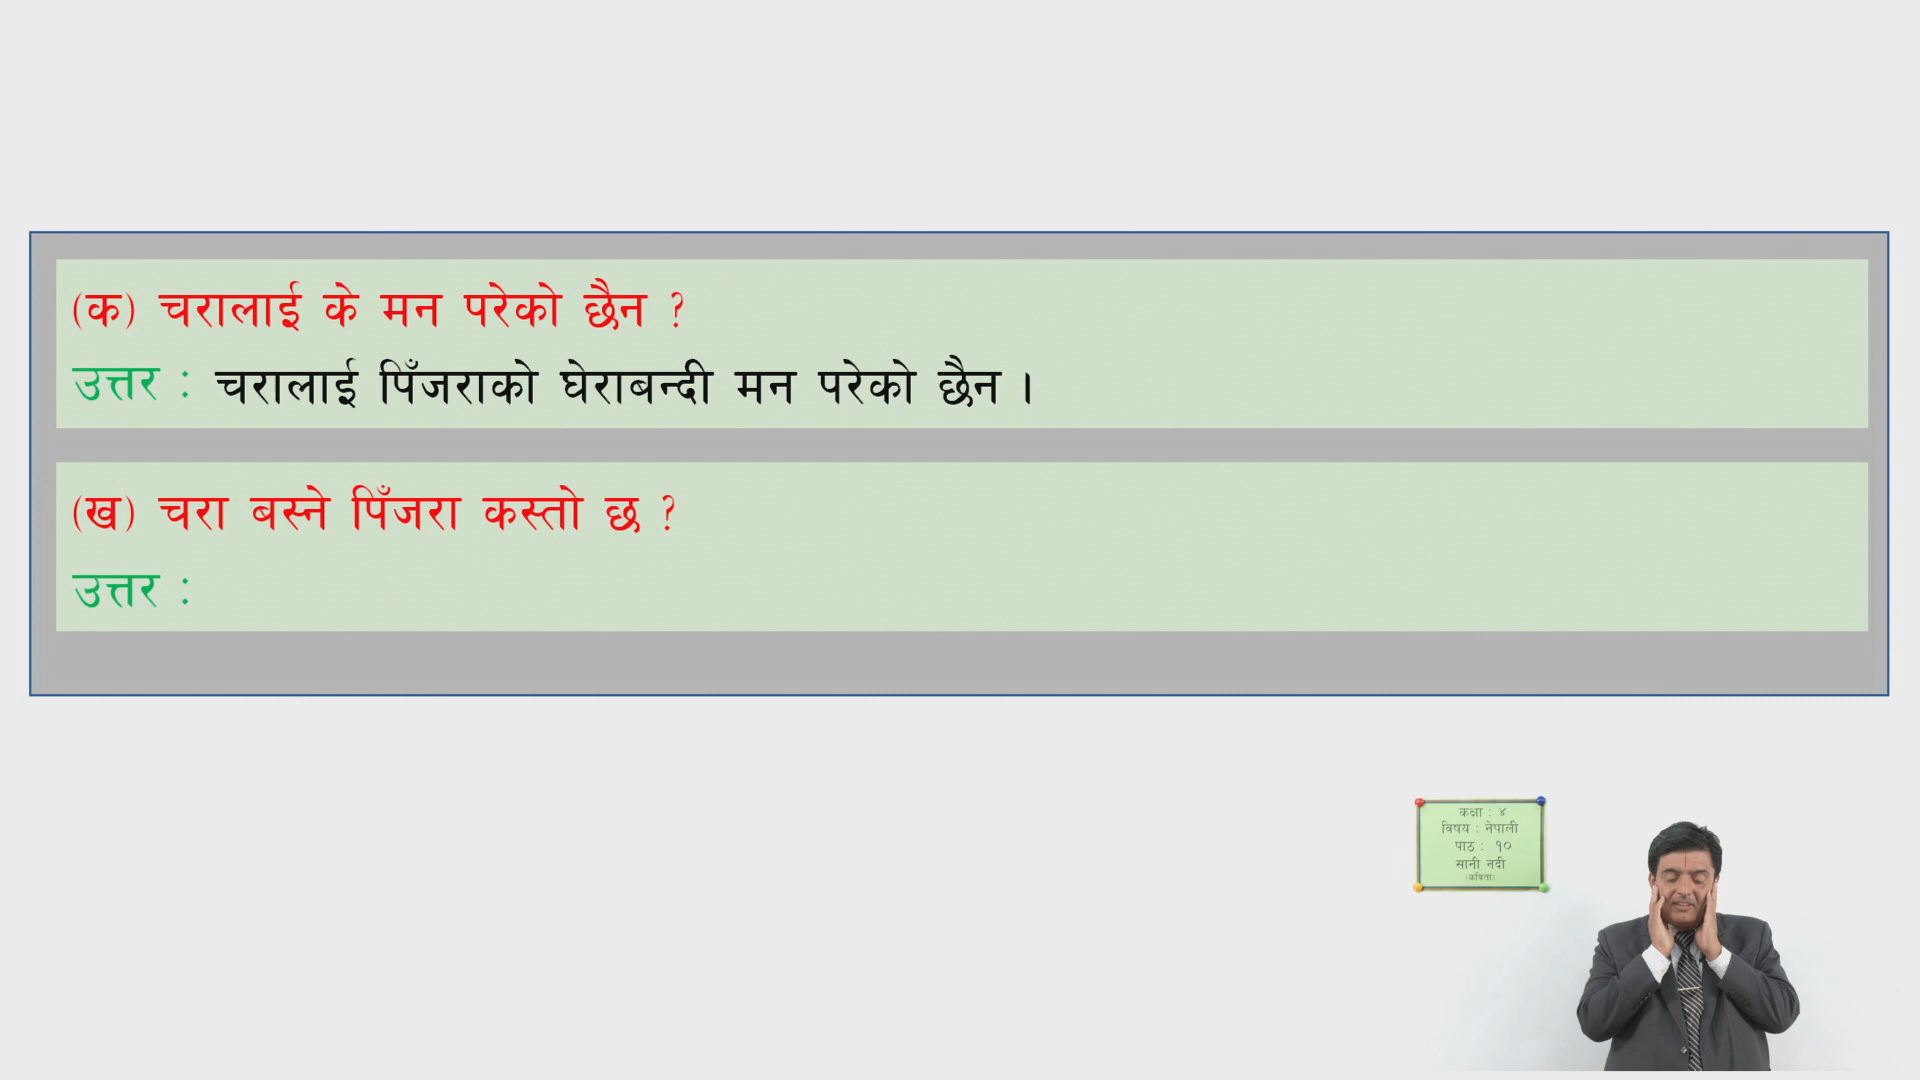 (क) चरालाई के मन परेको छैन ?
उत्तर : चरालाई पिँजराको घेराबन्दी मन परेको छैन ।
(ख) चरा बस्ने पिँजरा कस्तो छ ?
उत्तर :
कक्षा : ४
विषय : नेपाली
पाठ : १०
सानी नदी
(कविता)